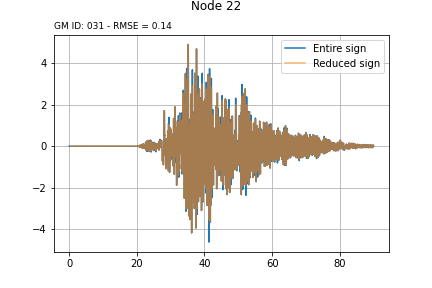 Node 22
GM ID: 031 - RMSE = 0.14
Entire sign
Reduced sign
4
2
0
−2
−4
0 20 40 60 80